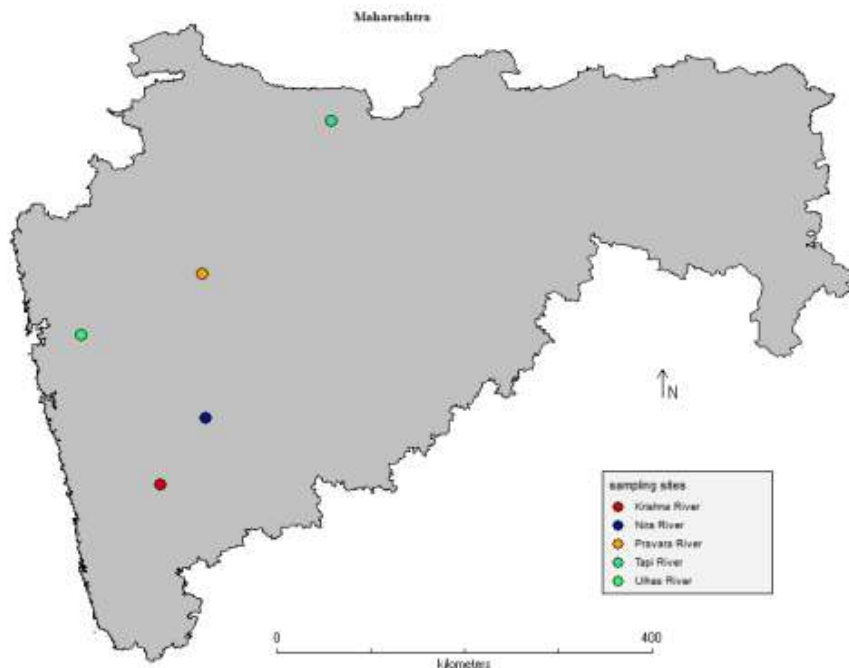 Maharashtra
N
sampling sites
Krishna River
Nira River
Pravara River
Tapi River
Ulhas River
0 400
kilometers